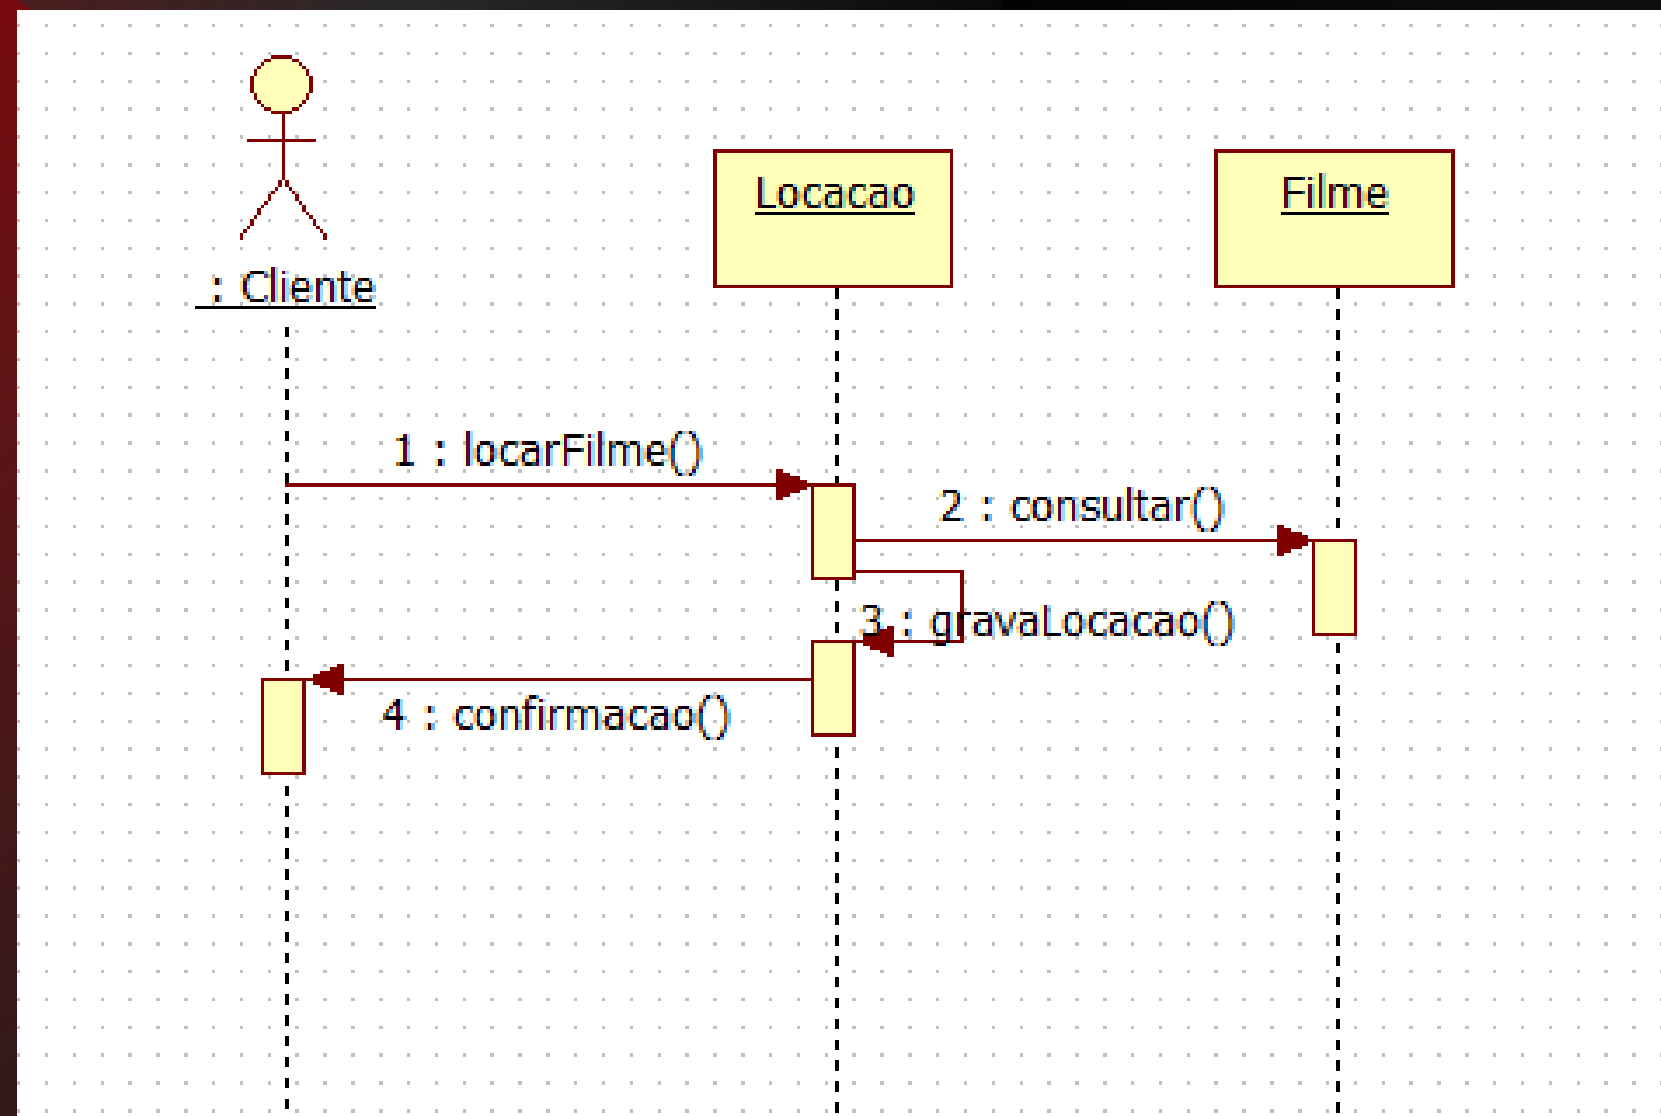 Locacao
Filme
: Cliente
1 : locarFilme()
2 : consultar()
3 : gravaLocacao()
4 : confirmacao()